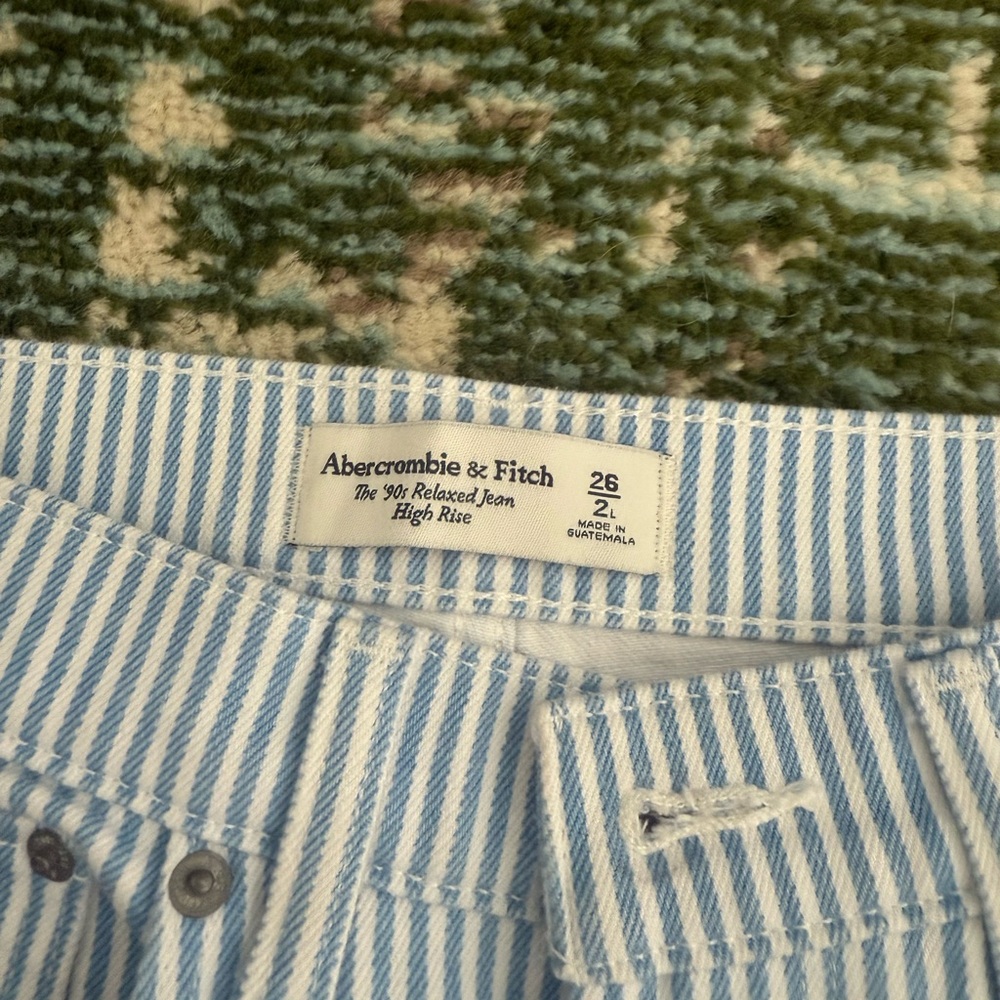 Abercrombie & Fitch
The '90s Relaxed Jean
High Rise
26
2L
MADE IN
GUATEMALA